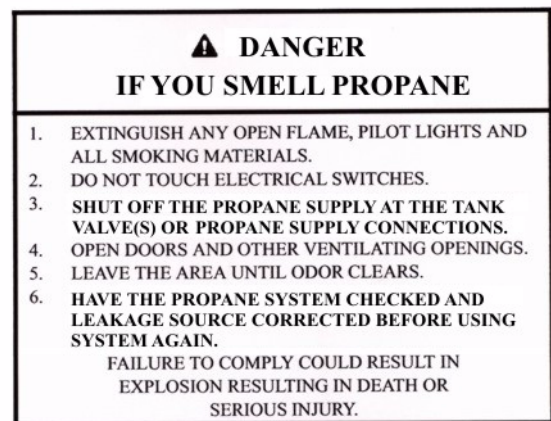 ⚠ DANGER
IF YOU SMELL PROPANE
1. EXTINGUISH ANY OPEN FLAME, PILOT LIGHTS AND
ALL SMOKING MATERIALS.
2. DO NOT TOUCH ELECTRICAL SWITCHES.
3. SHUT OFF THE PROPANE SUPPLY AT THE TANK
VALVE(S) OR PROPANE SUPPLY CONNECTIONS.
4. OPEN DOORS AND OTHER VENTILATING OPENINGS.
5. LEAVE THE AREA UNTIL ODOR CLEARS.
6. HAVE THE PROPANE SYSTEM CHECKED AND
LEAKAGE SOURCE CORRECTED BEFORE USING
SYSTEM AGAIN.
FAILURE TO COMPLY COULD RESULT IN
EXPLOSION RESULTING IN DEATH OR
SERIOUS INJURY.